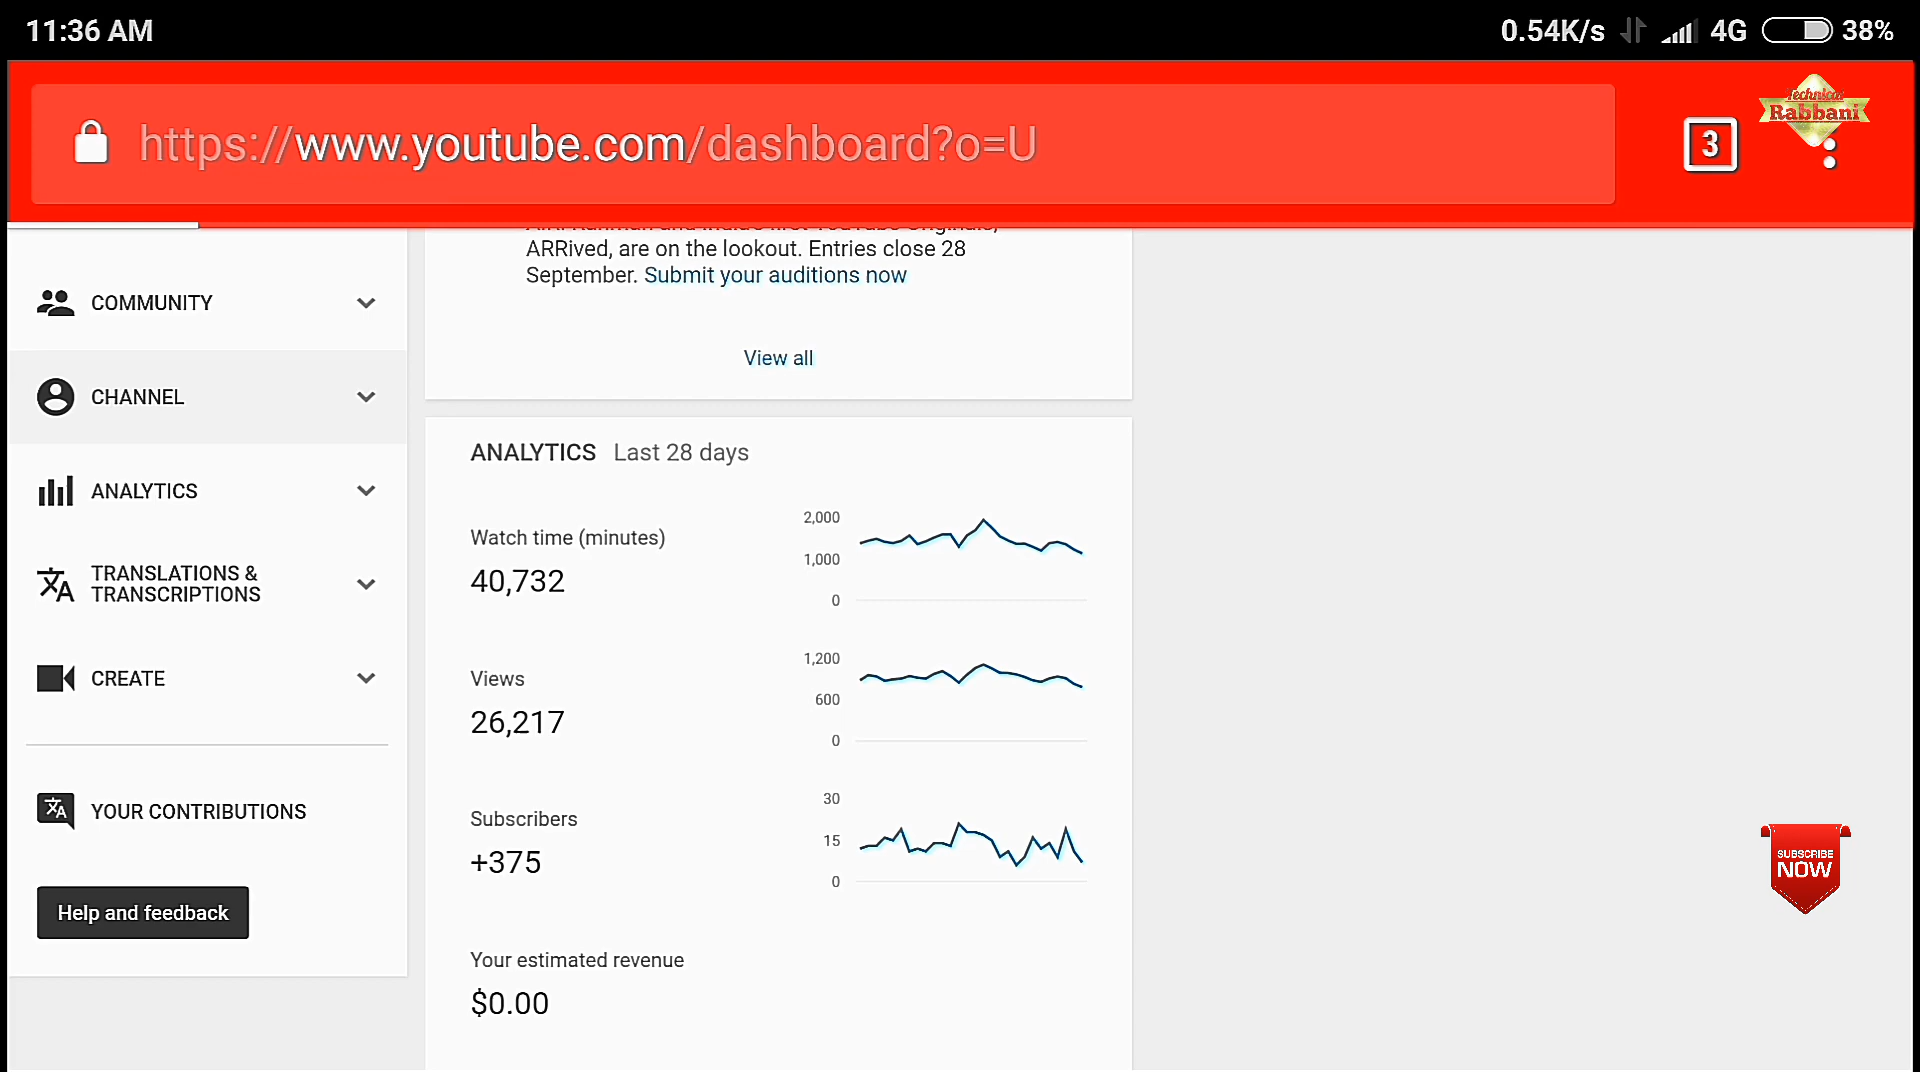 11:36 AM
0.54K/s 4G 38%
https://www.youtube.com/dashboard?o=U
3
Technical
Rabbani
ARRived, are on the lookout. Entries close 28
September. Submit your auditions now
View all
COMMUNITY
CHANNEL
ANALYTICS
TRANSLATIONS &
TRANSCRIPTIONS
CREATE
YOUR CONTRIBUTIONS
Help and feedback
ANALYTICS Last 28 days
Watch time (minutes)
40,732
2,000
1,000
0
Views
26,217
1,200
600
0
Subscribers
+375
30
15
0
Your estimated revenue
$0.00
SUBSCRIBE
NOW